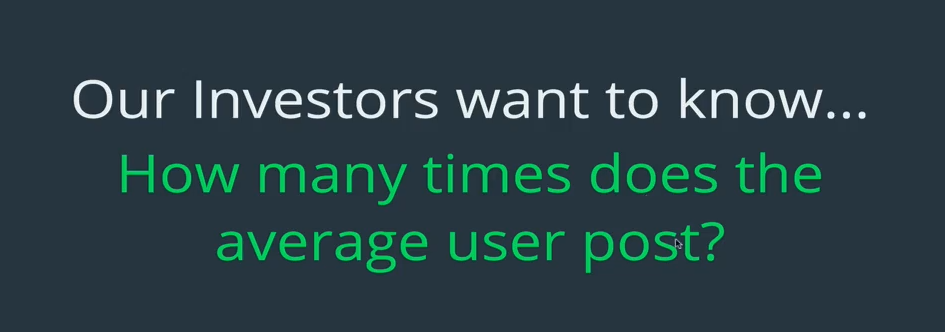 Our Investors want to know...
How many times does the
average user post?